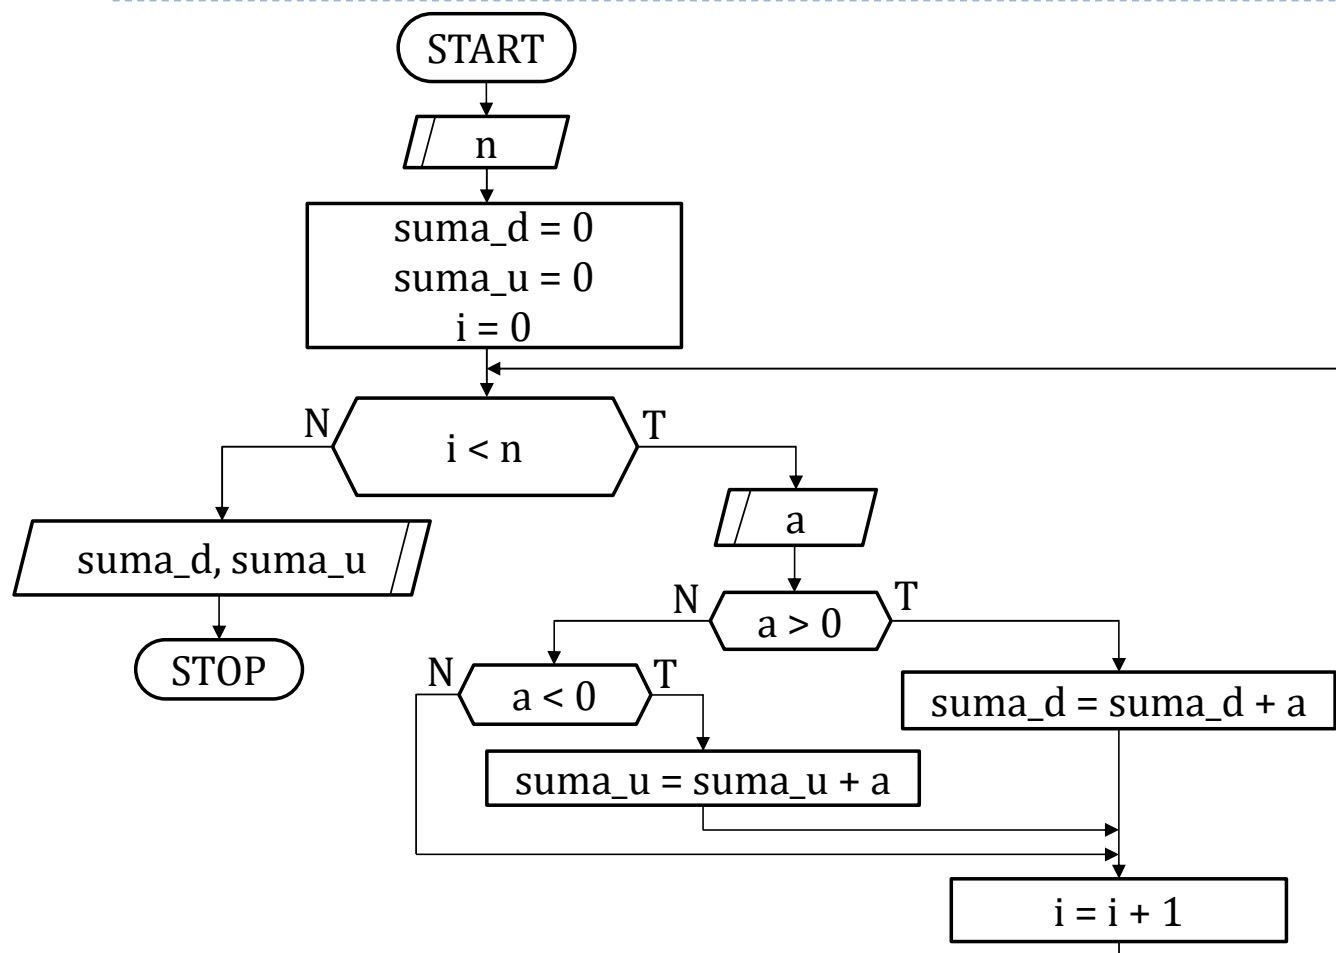 START
n
suma_d = 0
suma_u = 0
i = 0
N
T
i < n
a
suma_d, suma_u
N
T
a > 0
STOP
N
T
a < 0
suma_d = suma_d + a
suma_u = suma_u + a
i = i + 1